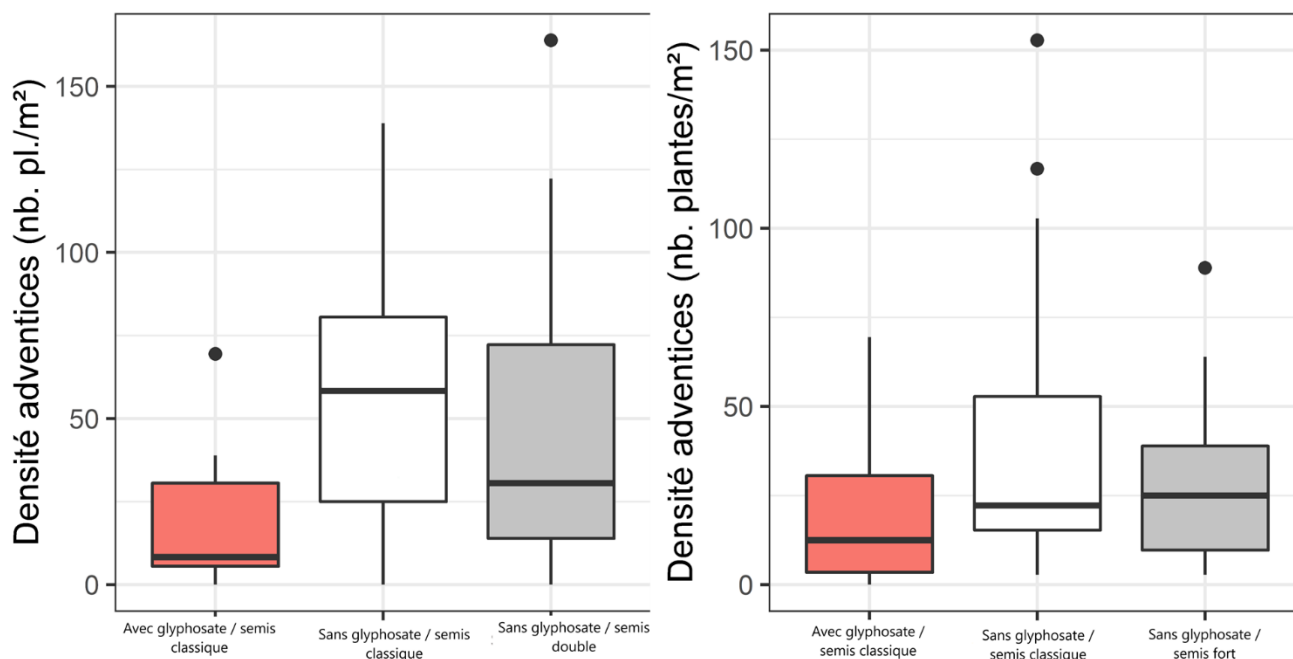 Densité adventices (nb. pl./m²)
150
100
50
0
Avec glyphosate / semis
classique
Sans glyphosate / semis
classique
Sans glyphosate / semis
double
Densité adventices (nb. plantes/m²)
150
100
50
0
Avec glyphosate /
semis classique
Sans glyphosate /
semis classique
Sans glyphosate /
semis fort